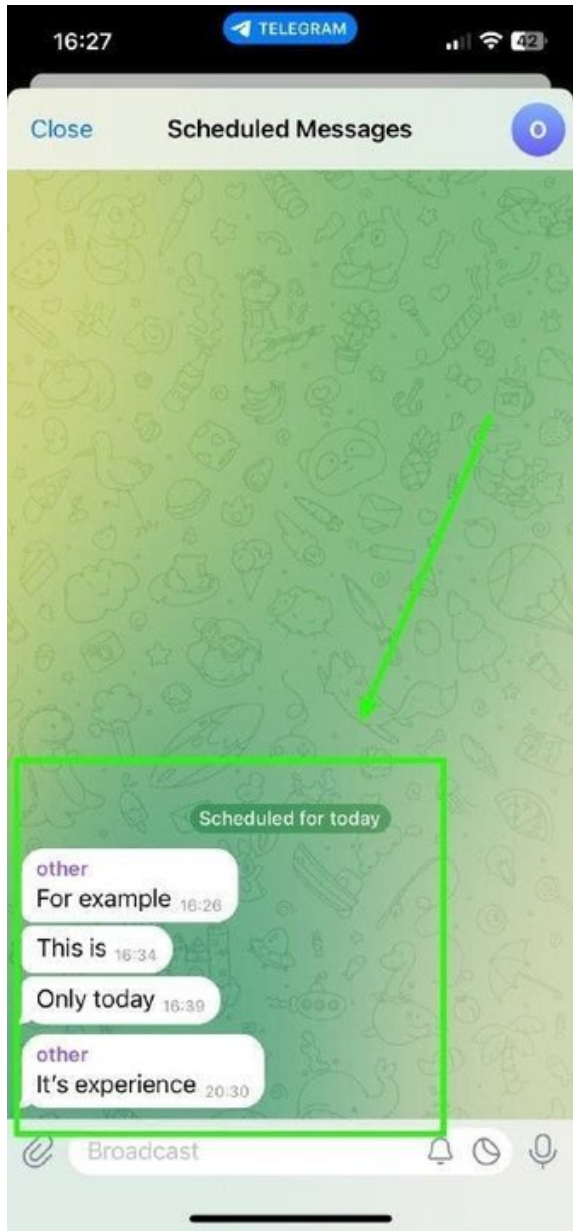 16:27
TELEGRAM
42
Close
Scheduled Messages
O
Scheduled for today
other
For example 16:26
This is 16:34
Only today 16:39
other
It's experience 20:30
Broadcast